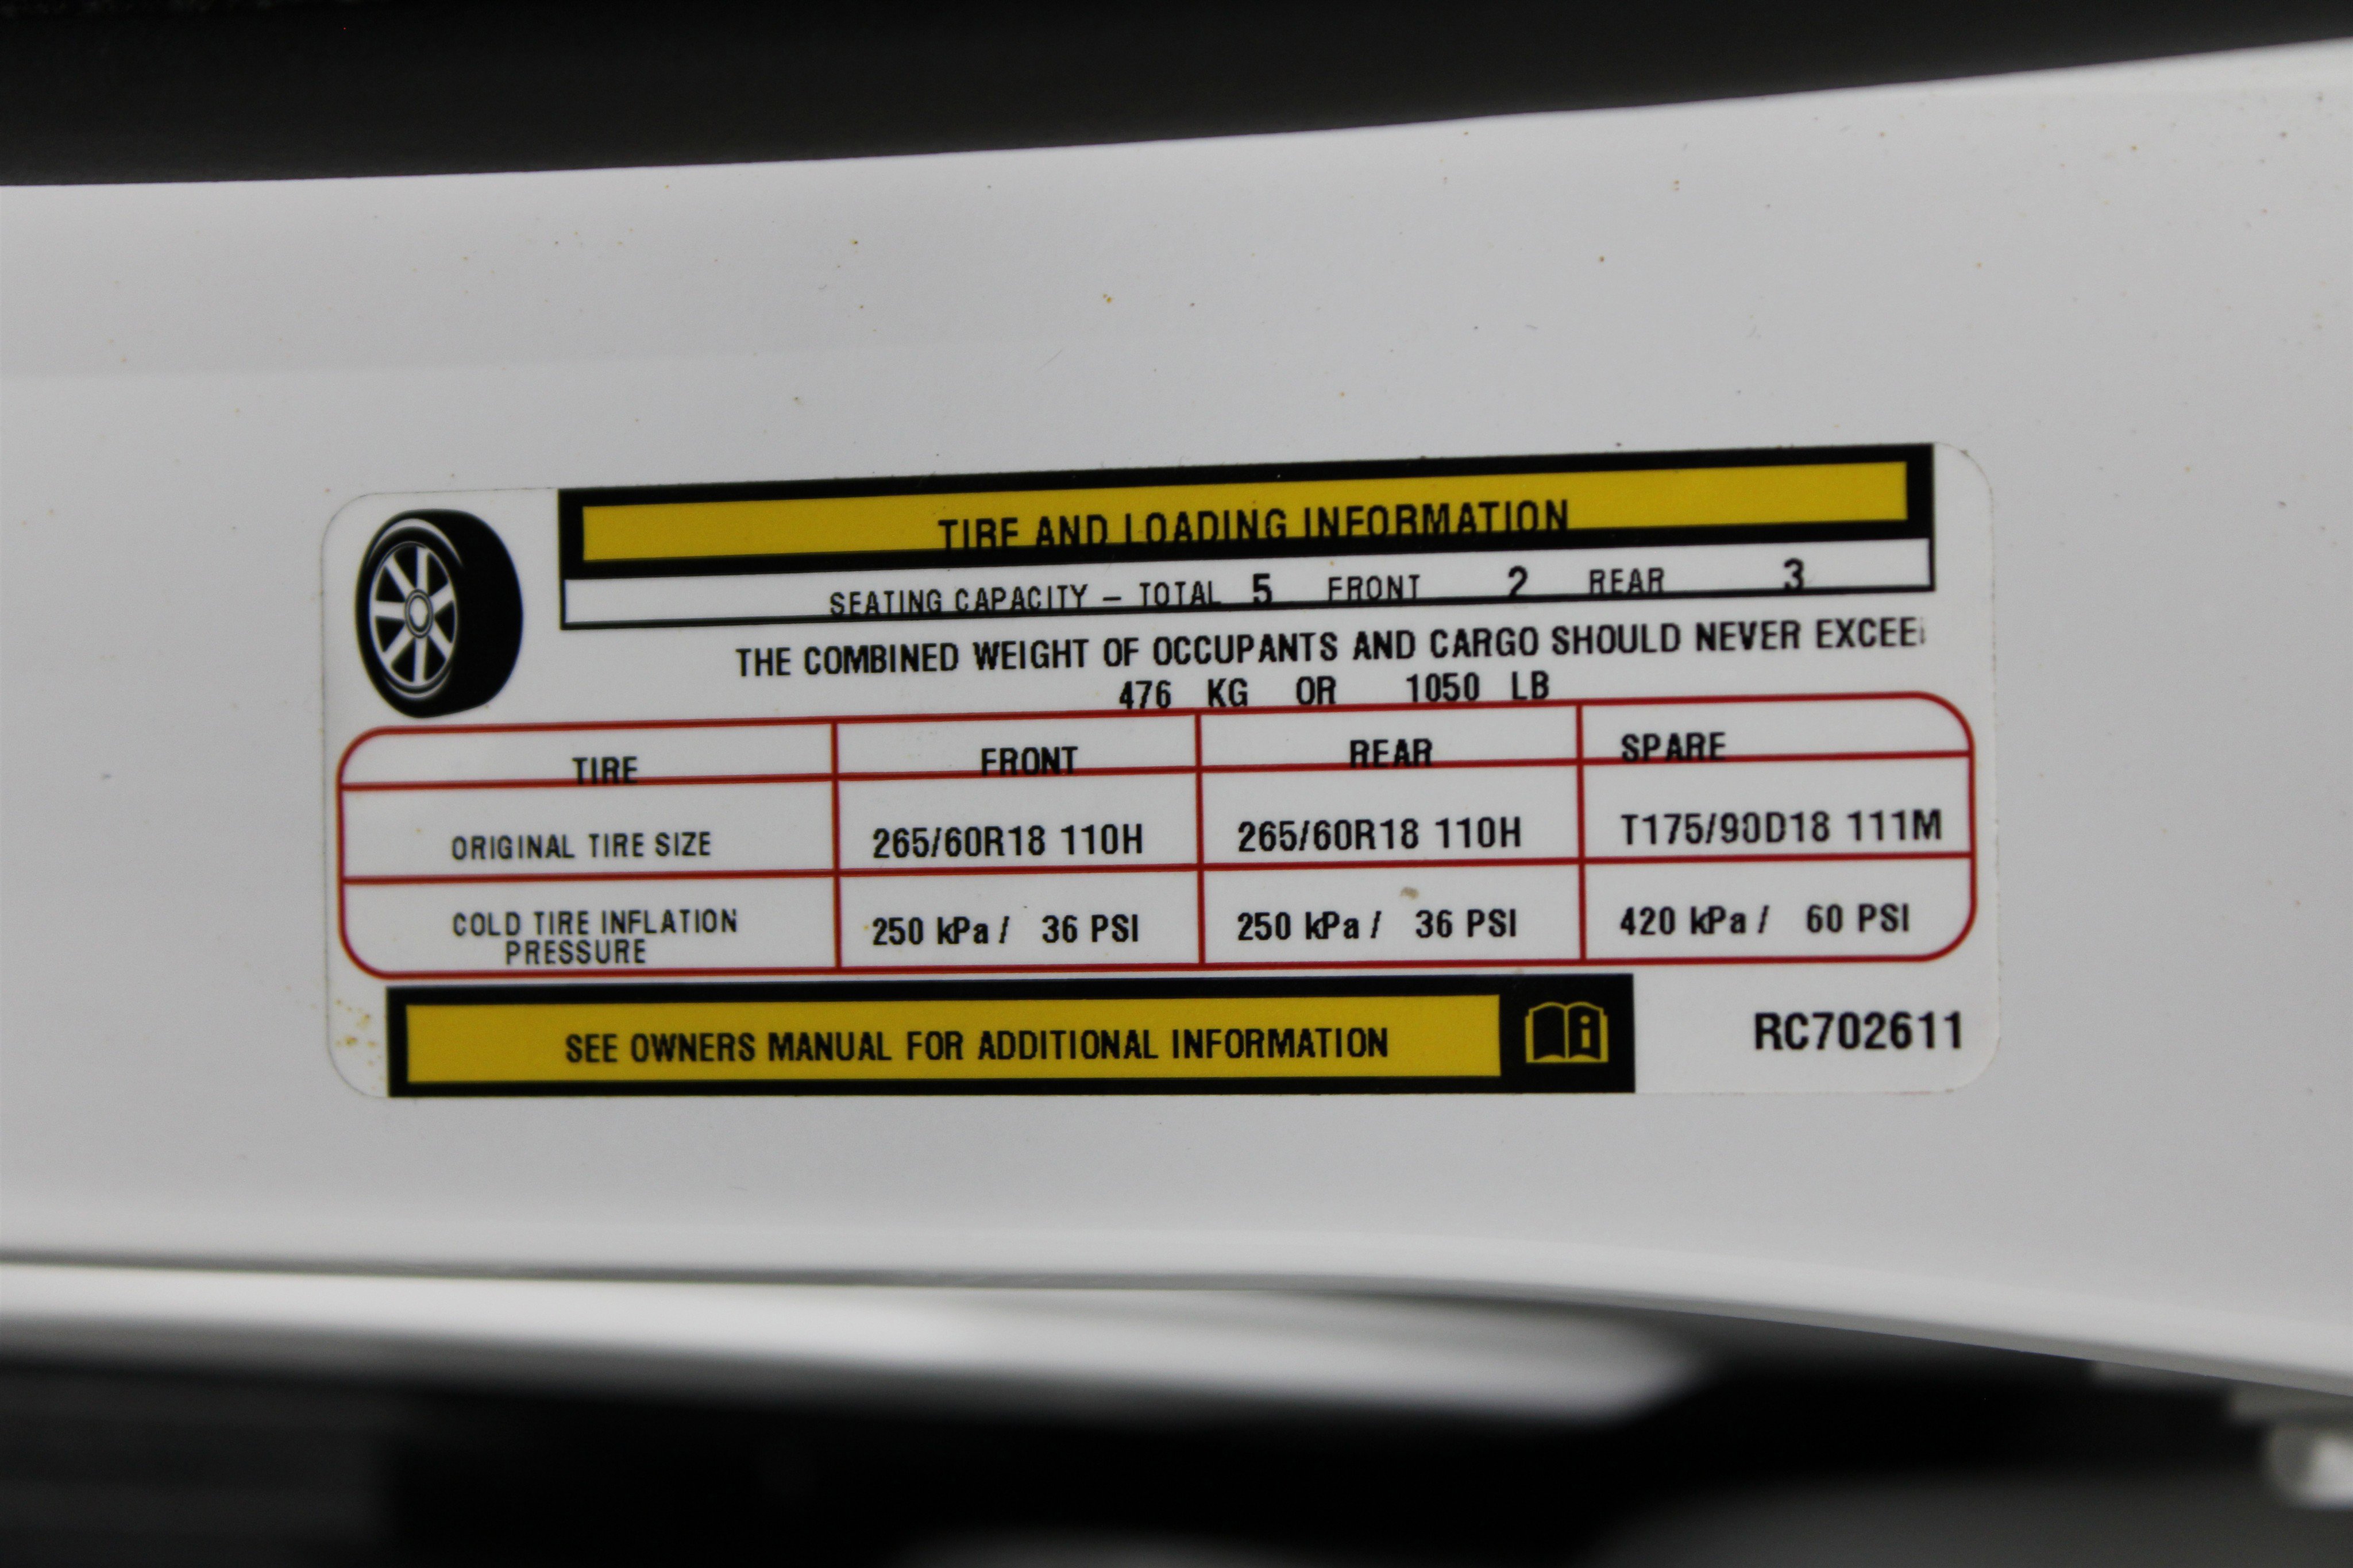 TIRE AND LOADING INFORMATION
SEATING CAPACITY – TOTAL 5 FRONT 2 REAR 3
THE COMBINED WEIGHT OF OCCUPANTS AND CARGO SHOULD NEVER EXCEE
476 KG OR 1050 LB
TIRE FRONT REAR SPARE
ORIGINAL TIRE SIZE 265/60R18 110H 265/60R18 110H T175/90D18 111M
COLD TIRE INFLATION
PRESSURE 250 kPa / 36 PSI 250 kPa / 36 PSI 420 kPa / 60 PSI
SEE OWNERS MANUAL FOR ADDITIONAL INFORMATION
RC702611